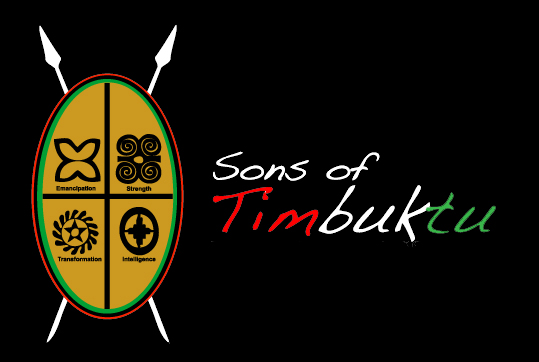 Emancipation Strength
Transformation Intelligence
Sons of
Timbuktu